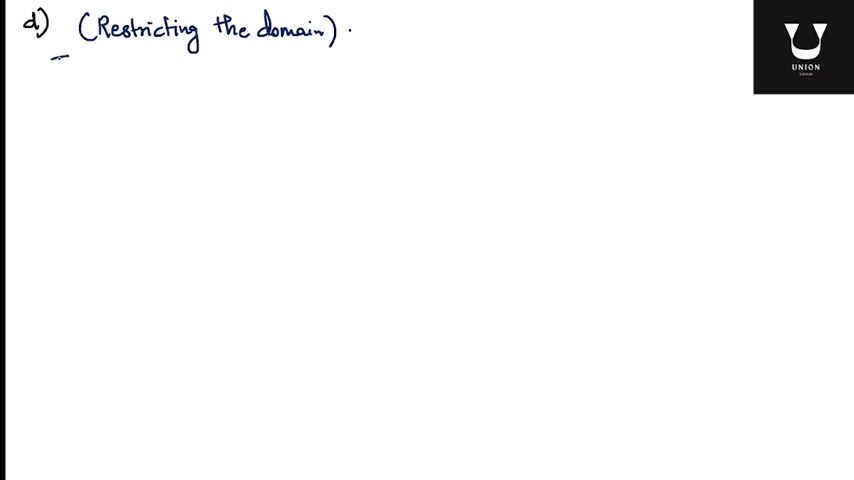 d) (Restricting the domain).
UNION